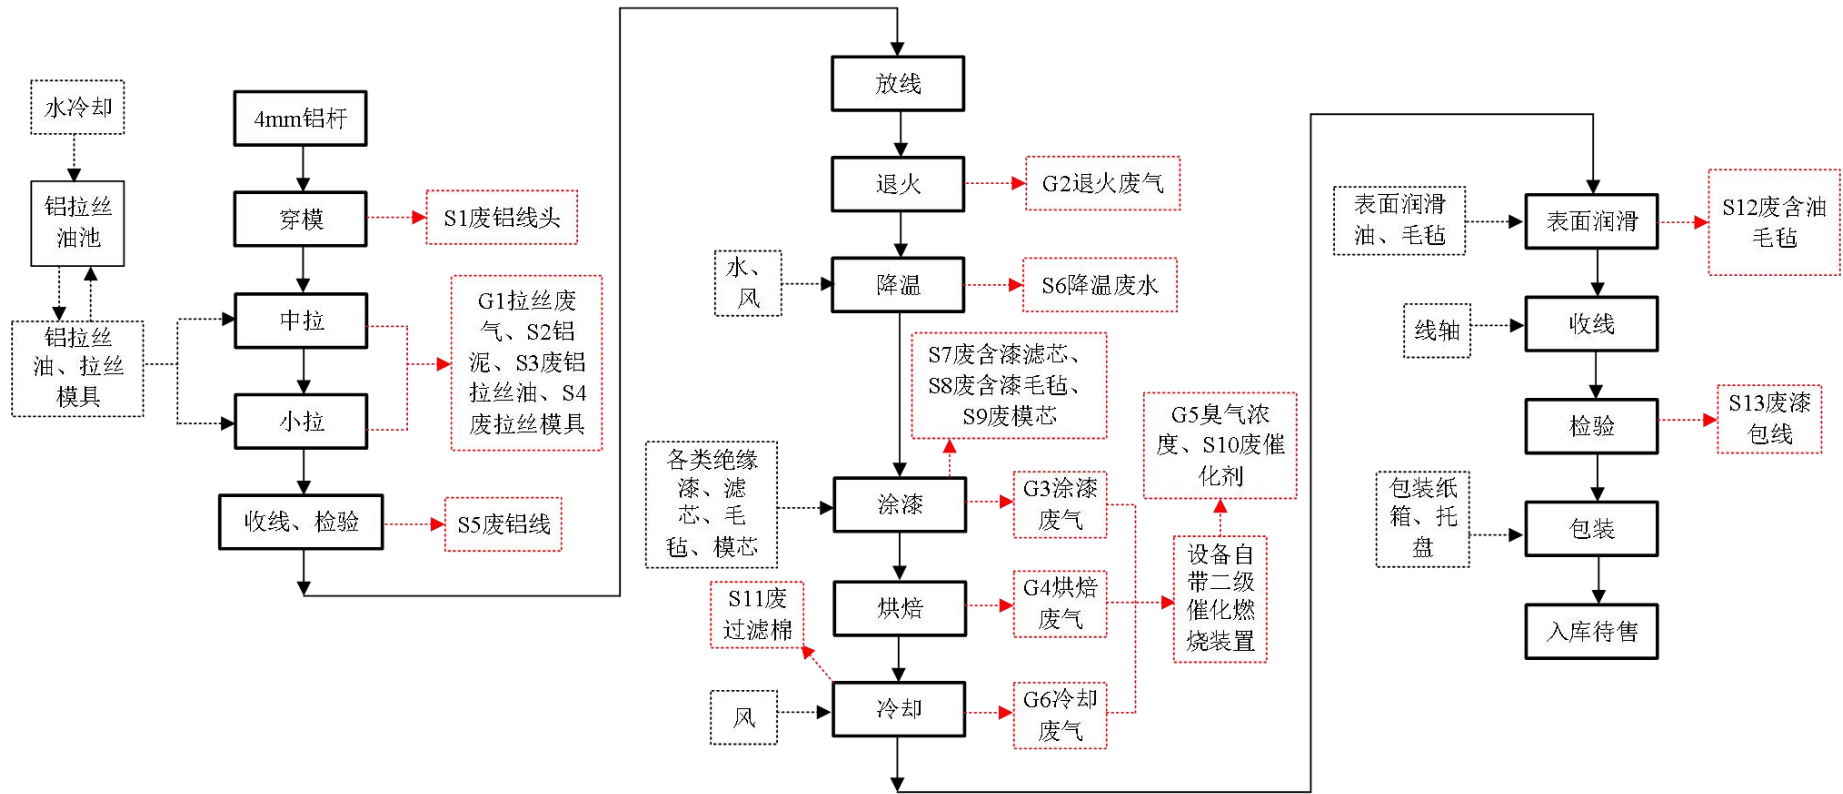 水冷却
铝拉丝
油池
铝拉丝
油、拉丝
模具
4mm铝杆
穿模
S1废铝线头
中拉
小拉
G1拉丝废
气、S2铝
泥、S3废铝
拉丝油、S4
废拉丝模具
收线、检验
S5废铝线
放线
退火
G2退火废气
水、
风
降温
S6降温废水
S7废含漆滤芯、
S8废含漆毛毡、
S9废模芯
各类绝缘
漆、滤
芯、毛
毡、模芯
涂漆
G3涂漆
废气
G5臭气浓
度、S10废催
化剂
设备自
带二级
催化燃
烧装置
烘焙
G4烘焙
废气
S11废
过滤棉
风
冷却
G6冷却
废气
表面润滑
油、毛毡
表面润滑
S12废含油
毛毡
线轴
收线
检验
S13废漆
包线
包装纸
箱、托
盘
包装
入库待售